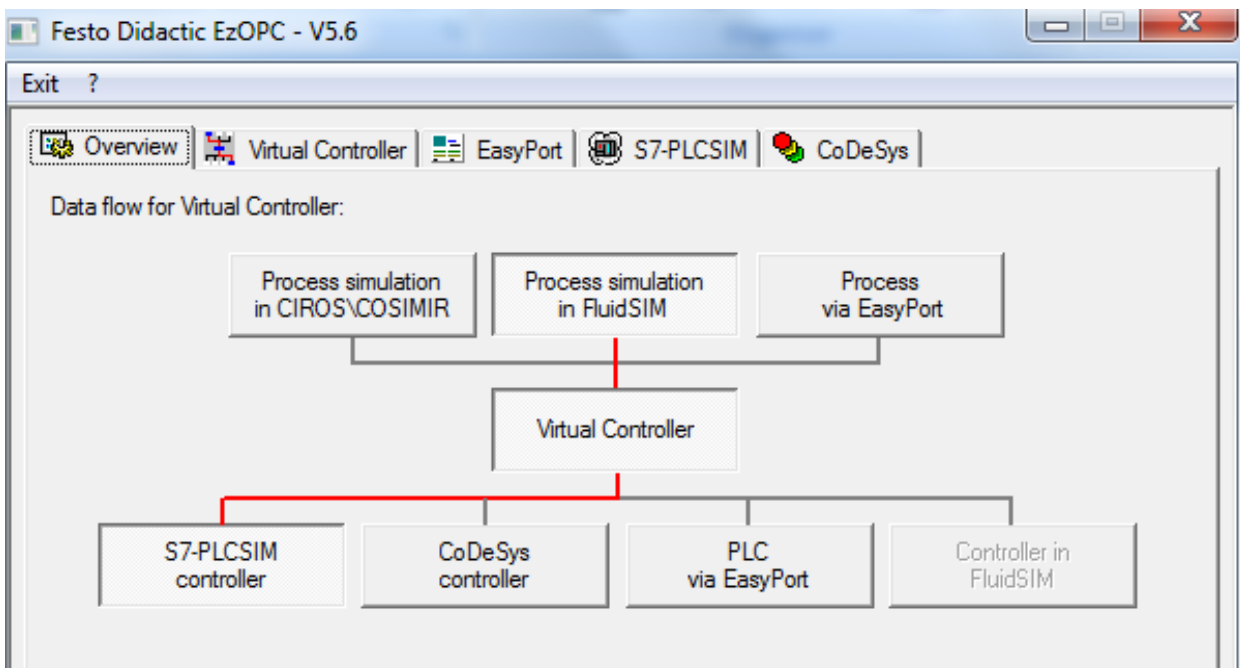 Festo Didactic EzOPC - V5.6
Exit ?
Overview Virtual Controller EasyPort S7-PLCSIM CoDeSys
Data flow for Virtual Controller:
Process simulation
in CIROS\COSIMIR
Process simulation
in FluidSIM
Process
via EasyPort
Virtual Controller
S7-PLCSIM
controller
CoDeSys
controller
PLC
via EasyPort
Controller in
FluidSIM